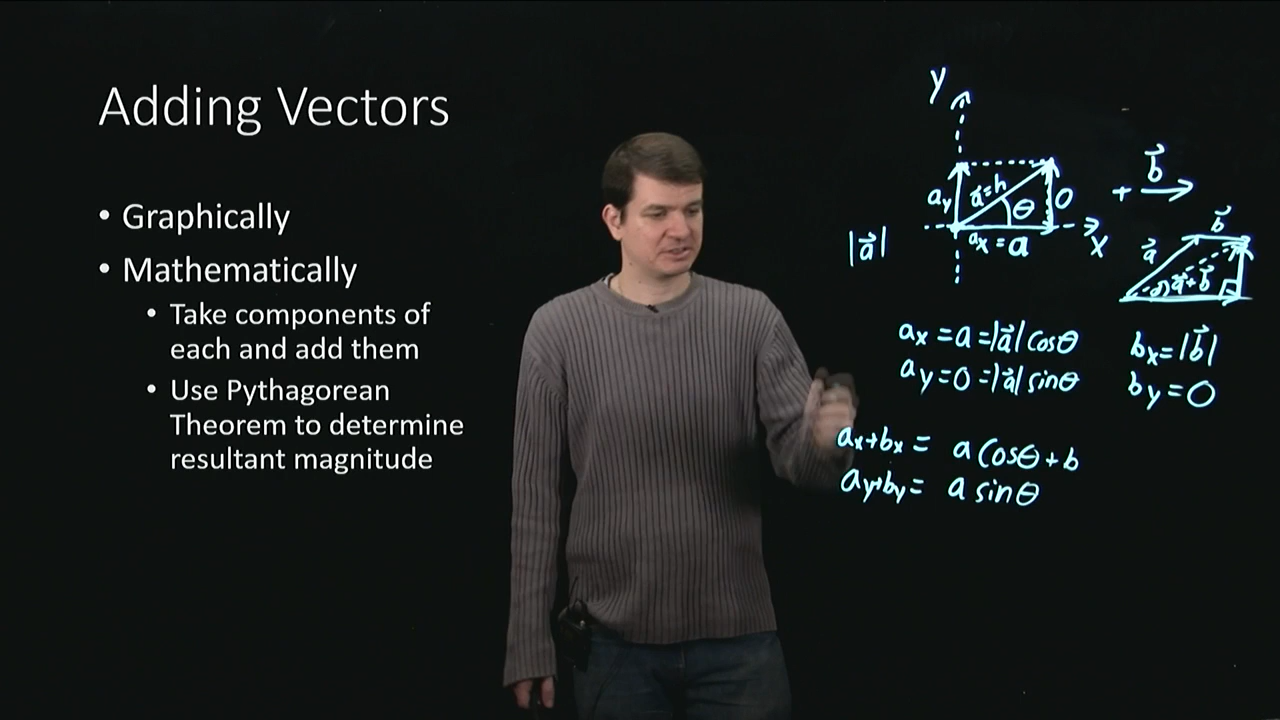 Adding Vectors
• Graphically
• Mathematically
• Take components of
each and add them
• Use Pythagorean
Theorem to determine
resultant magnitude
y
a⃗=h
ay
O
θ
ax = a
x
|a⃗|
+ b⃗
b⃗
a⃗
a⃗+b⃗
ax = a = |a⃗| cosθ
ay = O = |a⃗| sinθ
bx = |b⃗|
by = O
ax+bx = a cosθ + b
ay+by = a sinθ